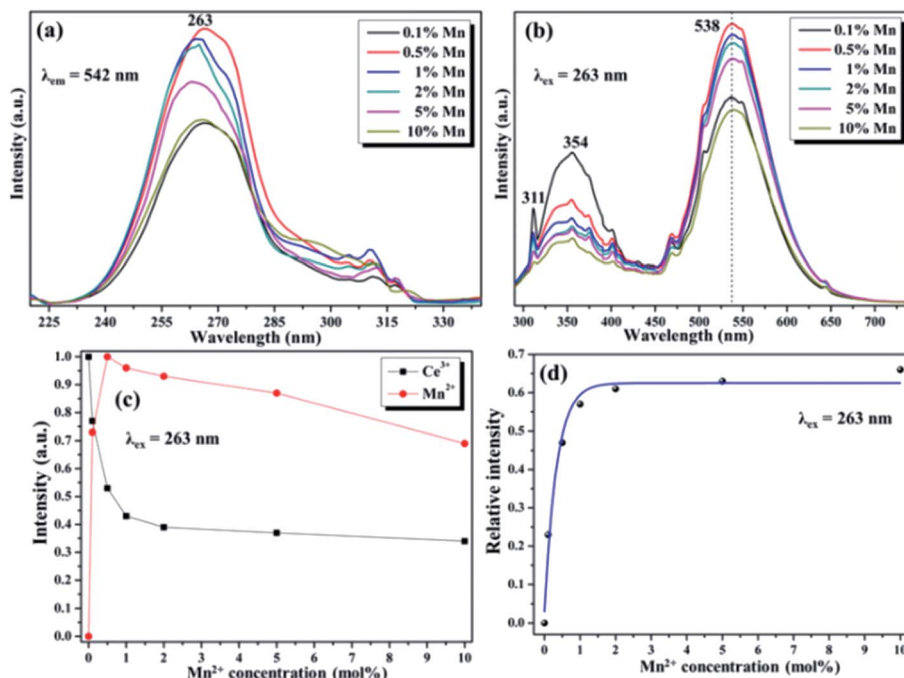 (a)
263
λem = 542 nm
0.1% Mn
0.5% Mn
1% Mn
2% Mn
5% Mn
10% Mn
Intensity (a.u.)
225 240 255 270 285 300 315 330
Wavelength (nm)
(b)
538
λex = 263 nm
354
311
0.1% Mn
0.5% Mn
1% Mn
2% Mn
5% Mn
10% Mn
Intensity (a.u.)
290 350 400 450 500 550 600 650 700
Wavelength (nm)
(c)
Ce³⁺
Mn²⁺
λex = 263 nm
Intensity (a.u.)
1.0
0.9
0.8
0.7
0.6
0.5
0.4
0.3
0.2
0.1
0.0
0 1 2 3 4 5 6 7 8 9 10
Mn²⁺ concentration (mol%)
(d)
λex = 263 nm
Relative intensity
0.7
0.6
0.5
0.4
0.3
0.2
0.1
0.0
0 1 2 3 4 5 6 7 8 9 10
Mn²⁺ concentration (mol%)